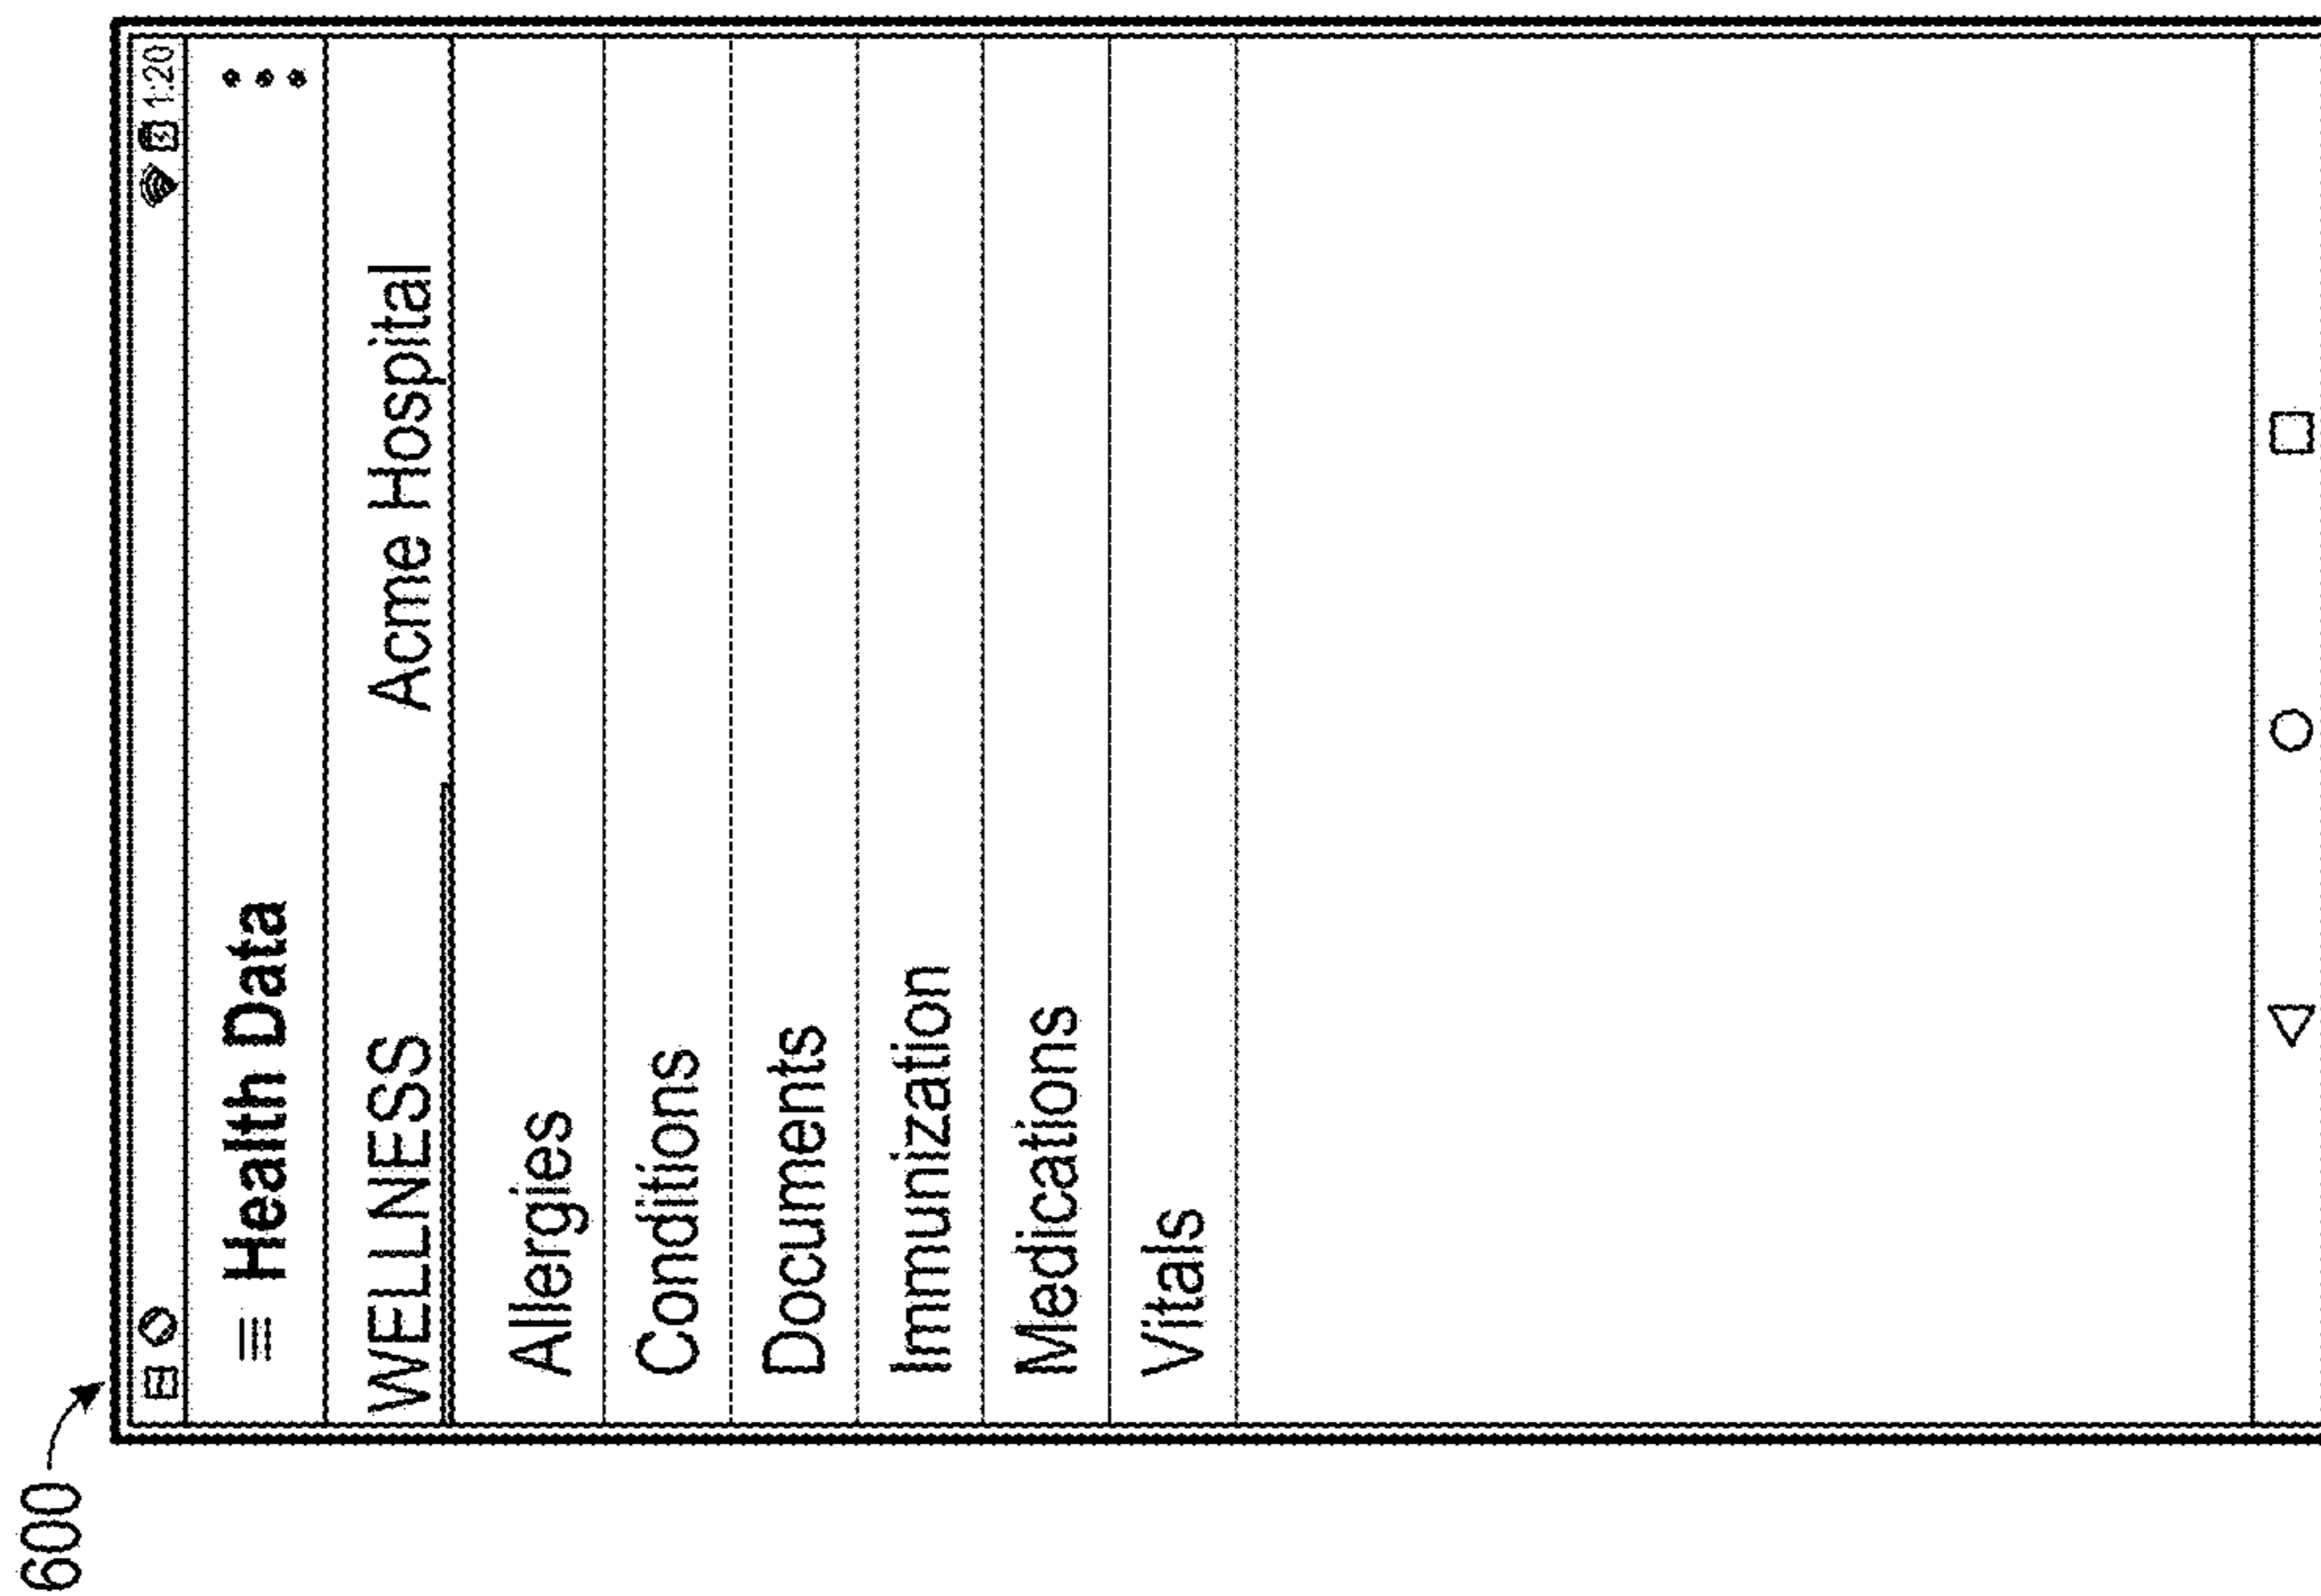 600
1:20
Health Data
WELLNESS Acme Hospital
Allergies
Conditions
Documents
Immunization
Medications
Vitals